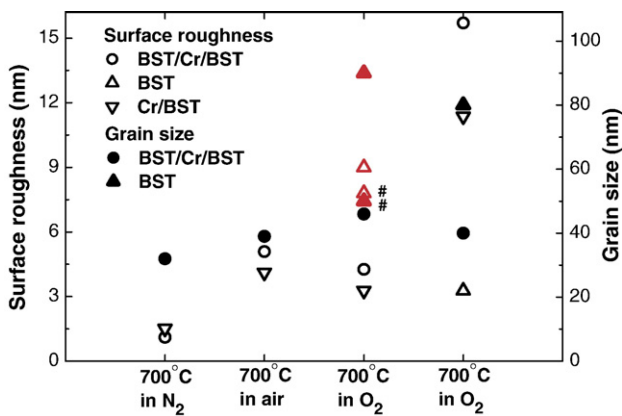 Surface roughness
BST/Cr/BST
BST
Cr/BST
Grain size
BST/Cr/BST
BST
Surface roughness (nm)
15
12
9
6
3
0
#
#
100
80
60
40
20
0
Grain size (nm)
700°C 700°C 700°C 700°C
in N₂ in air in O₂ in O₂